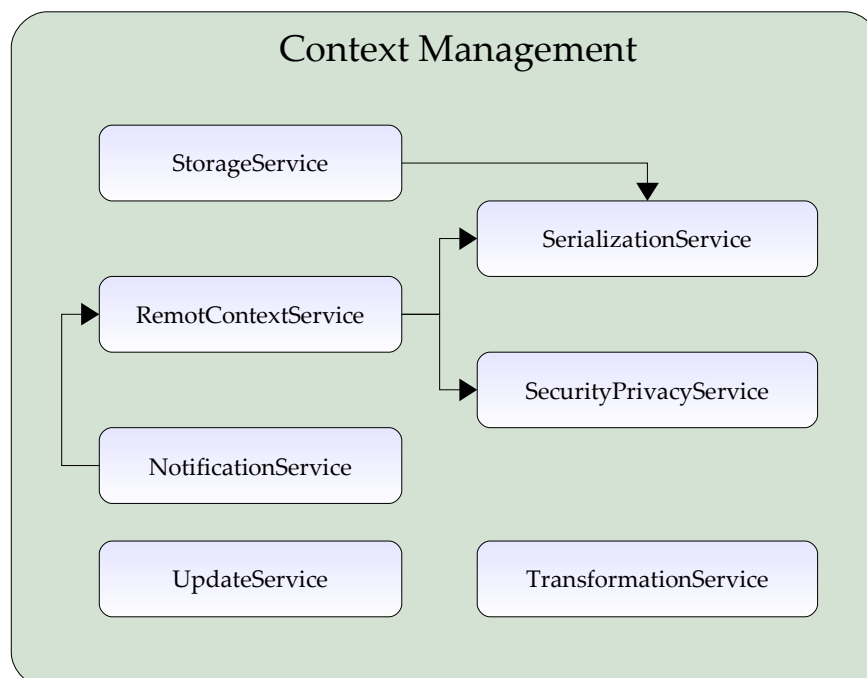 Context Management
StorageService
SerializationService
RemotContextService
SecurityPrivacyService
NotificationService
UpdateService
TransformationService